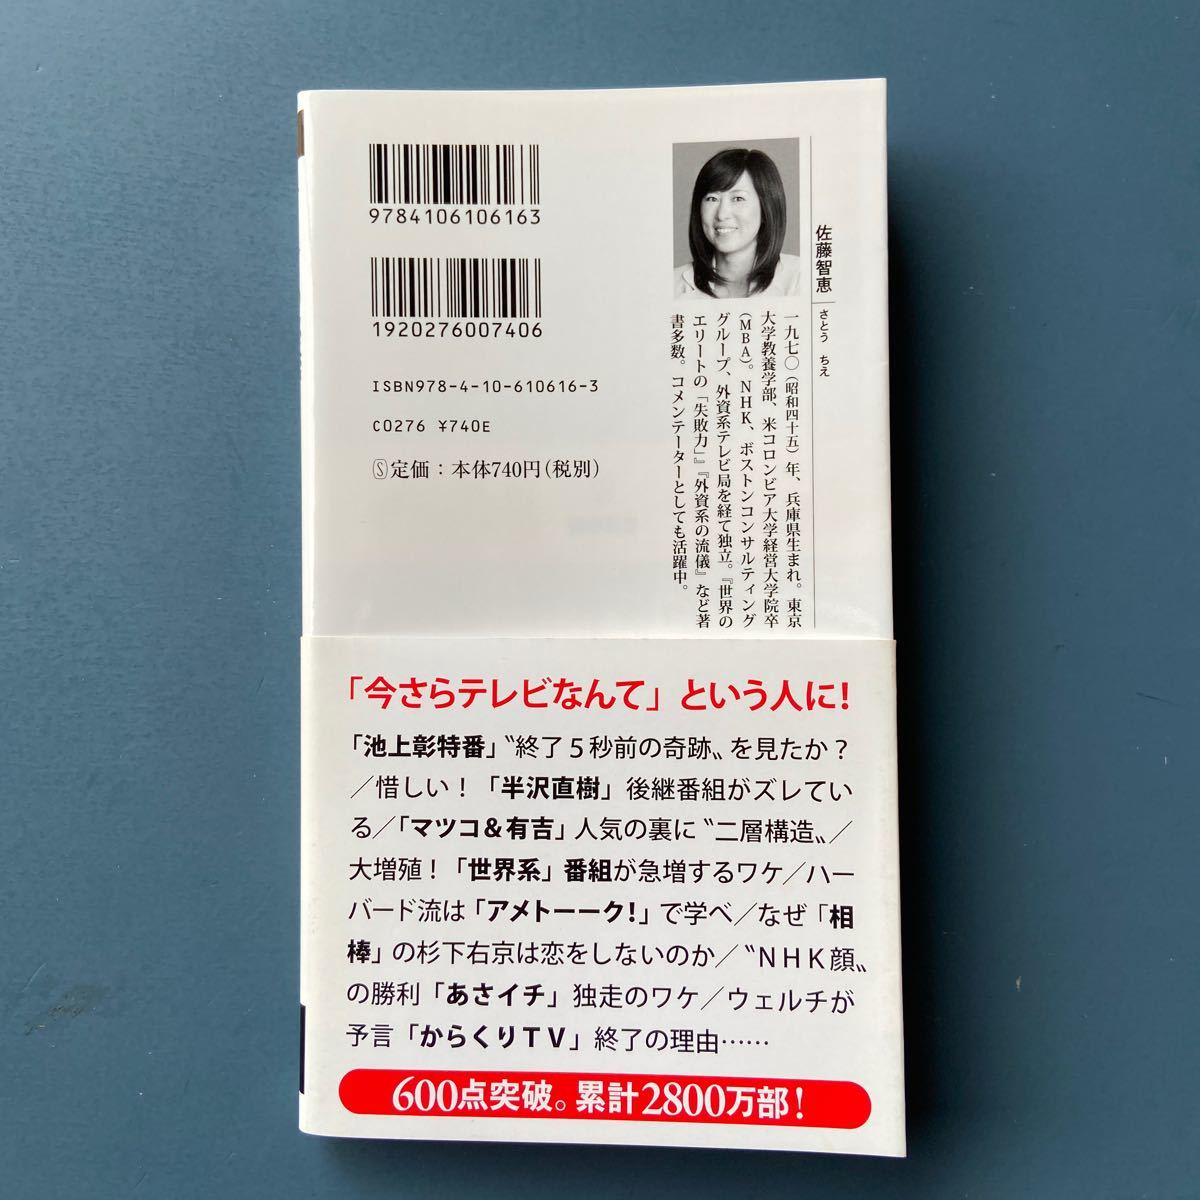 9784106106163
1920276007406
ISBN978-4-10-610616-3
C0276 ¥740E
Ⓢ定価：本体740円(税別)
佐藤智恵 さとう ちえ
一九七〇（昭和四十五）年、兵庫県生まれ。東京
大学教養学部、米コロンビア大学経営大学院卒
（MBA）。NHK、ボストンコンサルティング
グループ、外資系テレビ局を経て独立。『世界の
エリートの「失敗力」』『外資系の流儀』など著
書多数。コメンテーターとしても活躍中。
「今さらテレビなんて」という人に!
「池上彰特番」〝終了５秒前の奇跡〟を見たか？
／惜しい！「半沢直樹」後継番組がズレてい
る／「マツコ＆有吉」人気の裏に〝二層構造〟／
大増殖！「世界系」番組が急増するワケ／ハー
バード流は「アメトーーク!」で学べ／なぜ「相
棒」の杉下右京は恋をしないのか／〝ＮＨＫ顔〟
の勝利「あさイチ」独走のワケ／ウェルチが
予言「からくりＴＶ」終了の理由……
600点突破。累計2800万部！